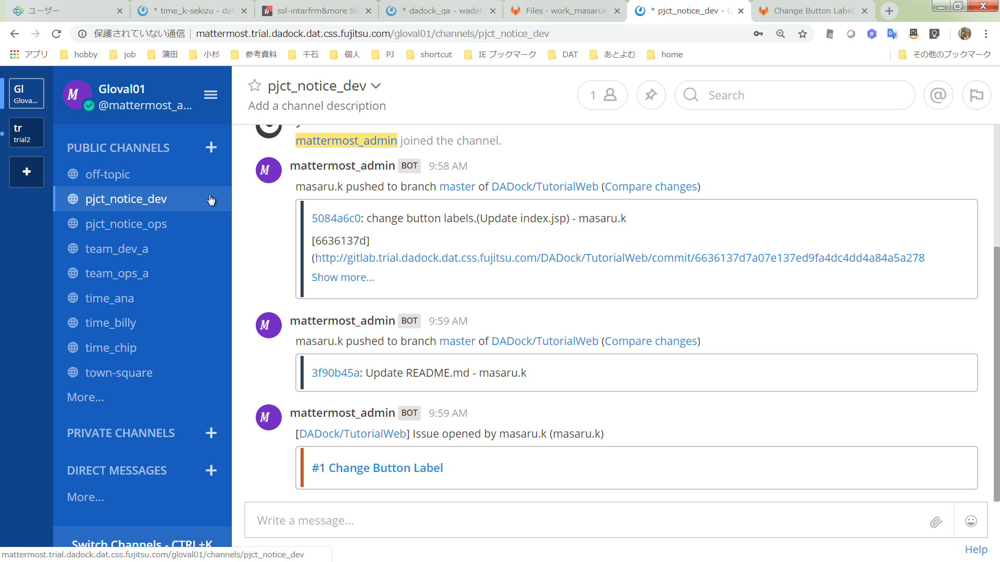 ユーザー
* time_k-sekizu - dat
ssl-intarfrm&more Sla
* dadock_qa - wadats
Files · work_masaruk
* pjct_notice_dev - G
Change Button Label
保護されていない通信
mattermost.trial.dadock.dat.css.fujitsu.com/gloval01/channels/pjct_notice_dev
アプリ
hobby
job
蒲田
小杉
参考資料
千石
個人
PJ
shortcut
IE ブックマーク
DAT
あとよむ
home
その他のブックマーク
Gl
Glova...
tr
trial2
Gloval01
@mattermost_a...
PUBLIC CHANNELS
off-topic
pjct_notice_dev
pjct_notice_ops
team_dev_a
team_ops_a
time_ana
time_billy
time_chip
town-square
More...
PRIVATE CHANNELS
DIRECT MESSAGES
More...
Switch Channels - CTRL+K
mattermost.trial.dadock.dat.css.fujitsu.com/gloval01/channels/pjct_notice_dev
pjct_notice_dev
Add a channel description
1
Search
mattermost_admin joined the channel.
mattermost_admin BOT 9:58 AM
masaru.k pushed to branch master of DADock/TutorialWeb (Compare changes)
5084a6c0: change button labels.(Update index.jsp) - masaru.k
[6636137d]
(http://gitlab.trial.dadock.dat.css.fujitsu.com/DADock/TutorialWeb/commit/6636137d7a07e137ed9fa4dc4dd4a84a5a278
Show more...
mattermost_admin BOT 9:59 AM
masaru.k pushed to branch master of DADock/TutorialWeb (Compare changes)
3f90b45a: Update README.md - masaru.k
mattermost_admin BOT 9:59 AM
[DADock/TutorialWeb] Issue opened by masaru.k (masaru.k)
#1 Change Button Label
Write a message...
Help